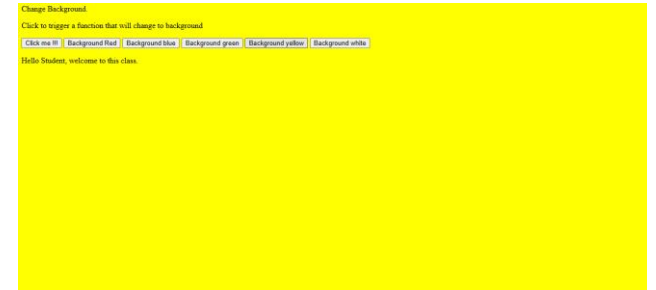 Change Background.
Click to trigger a function that will change to background
Click me !!! Background Red Background blue Background green Background yellow Background white
Hello Student, welcome to this class.